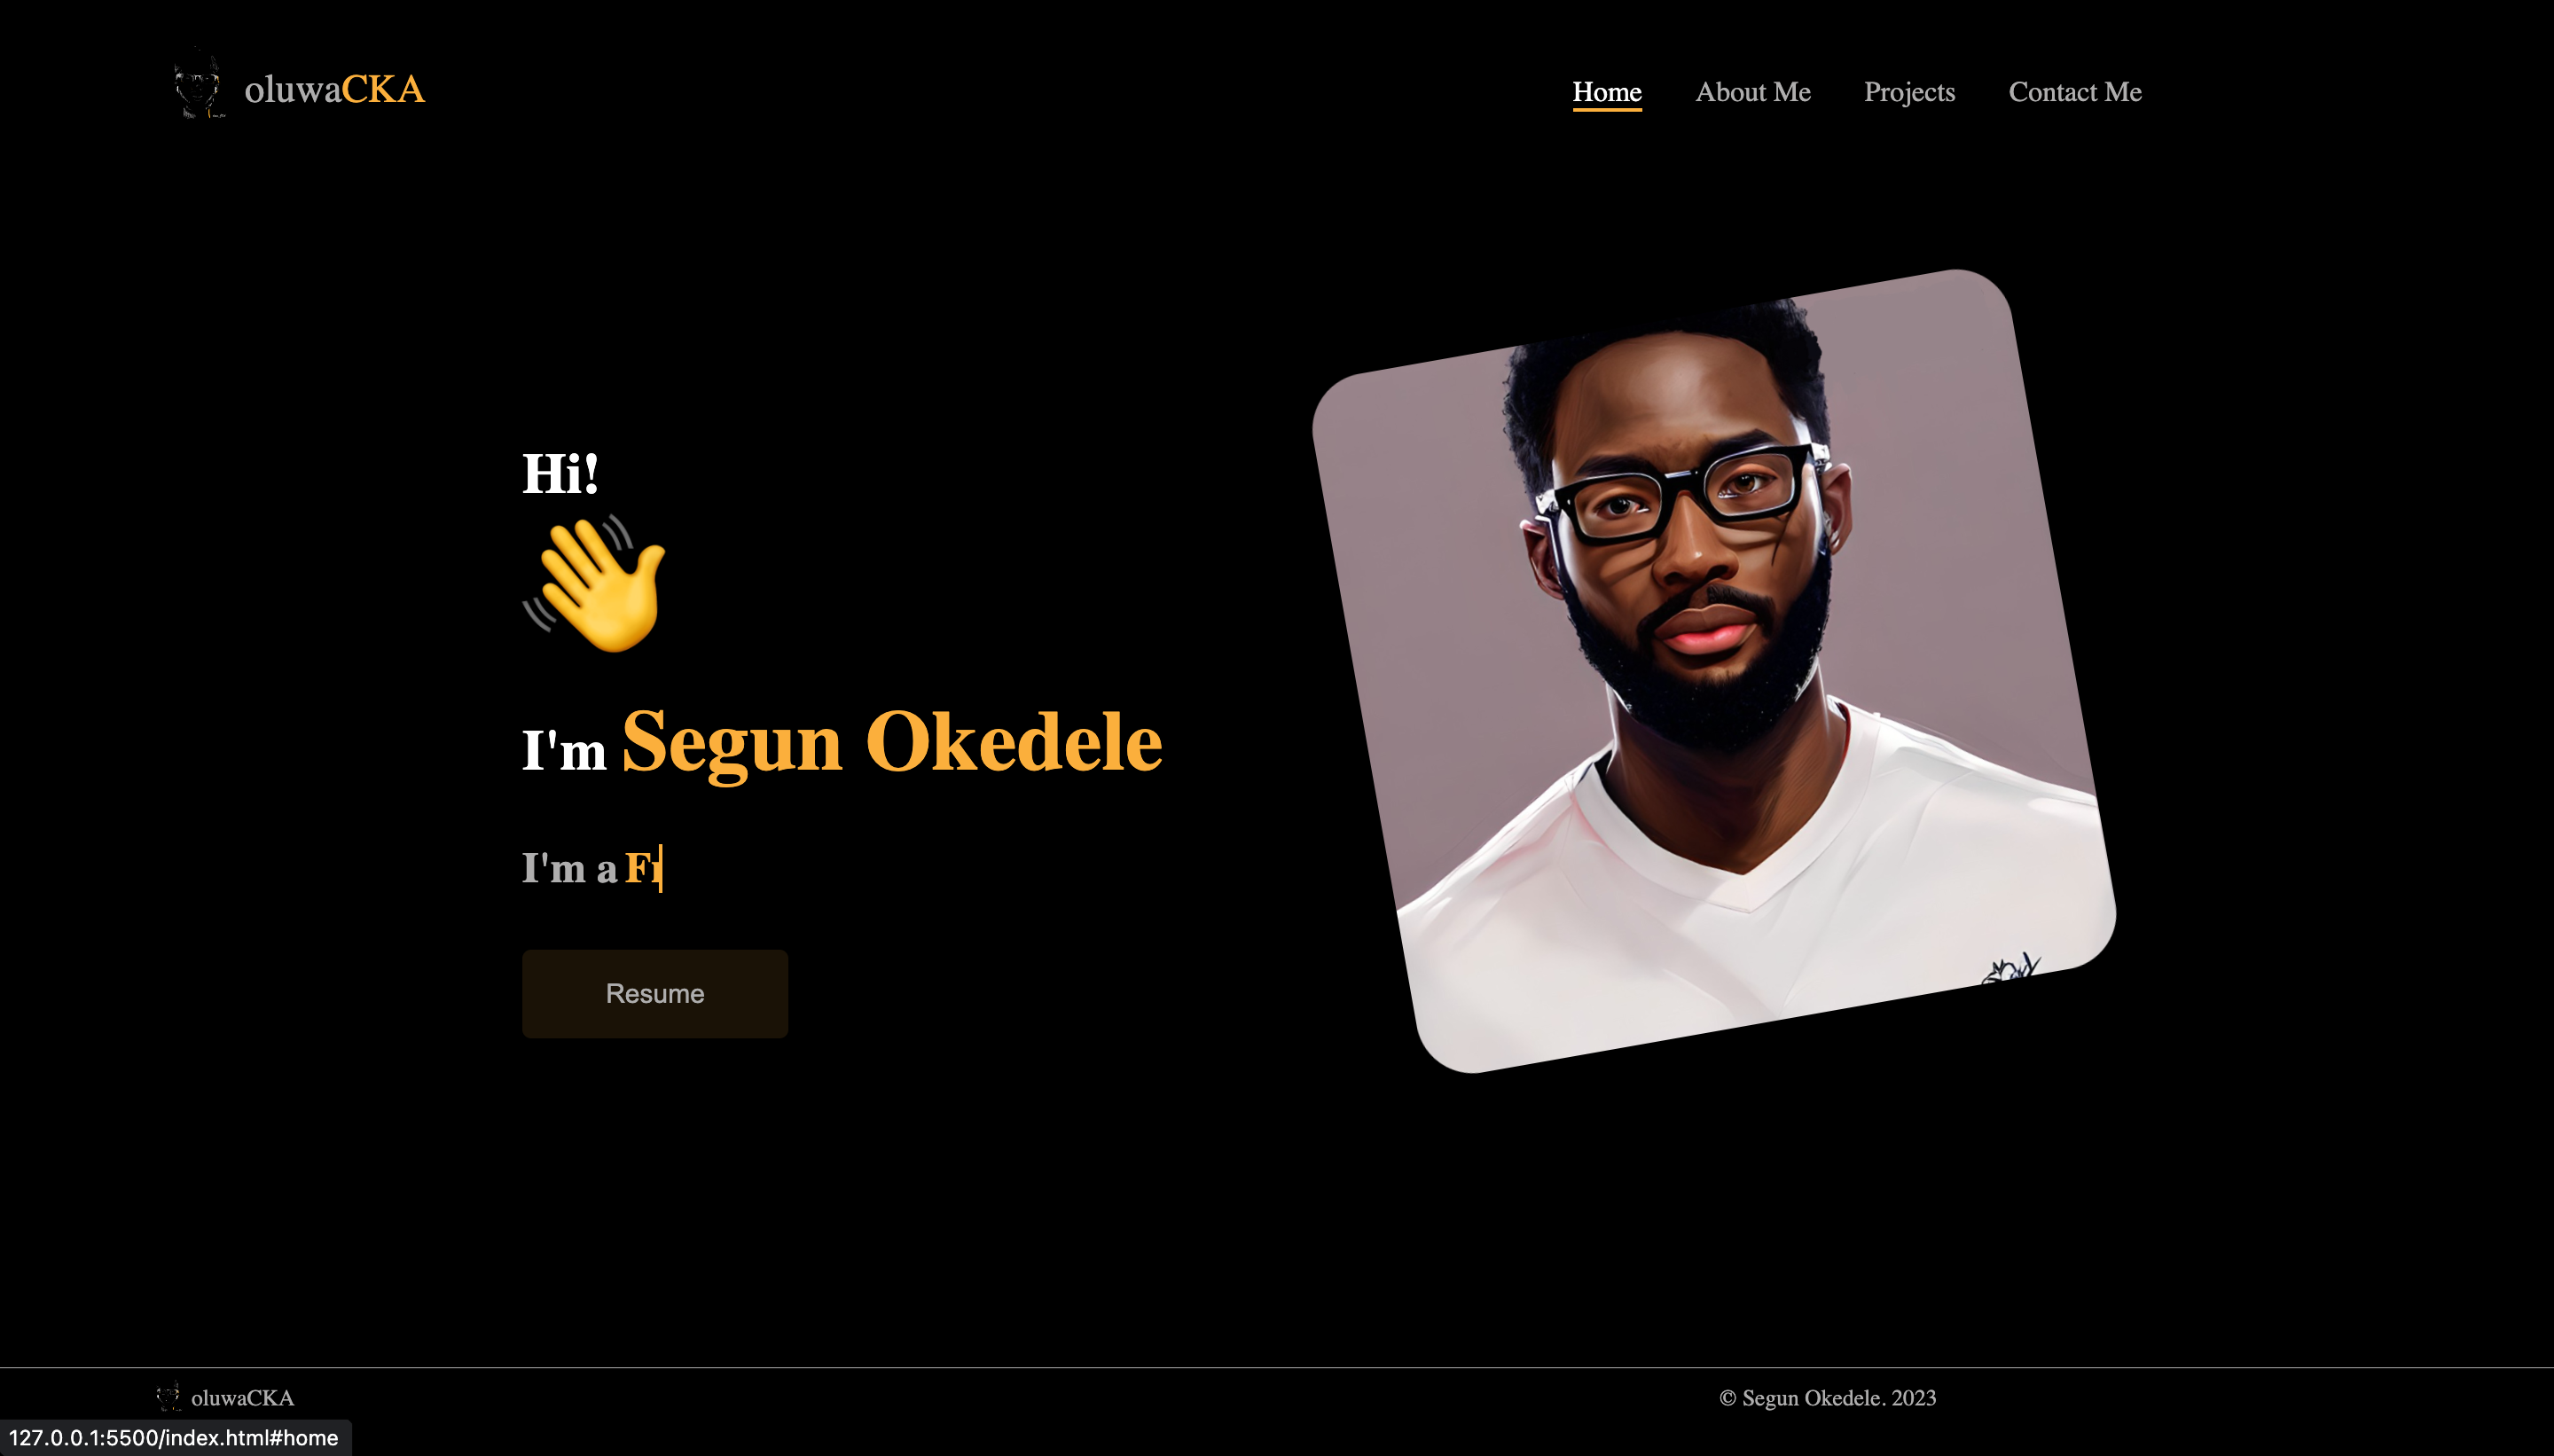 oluwaCKA
Home About Me Projects Contact Me
Hi!
I'm Segun Okedele
I'm a
Resume
oluwaCKA
© Segun Okedele. 2023
127.0.0.1:5500/index.html#home